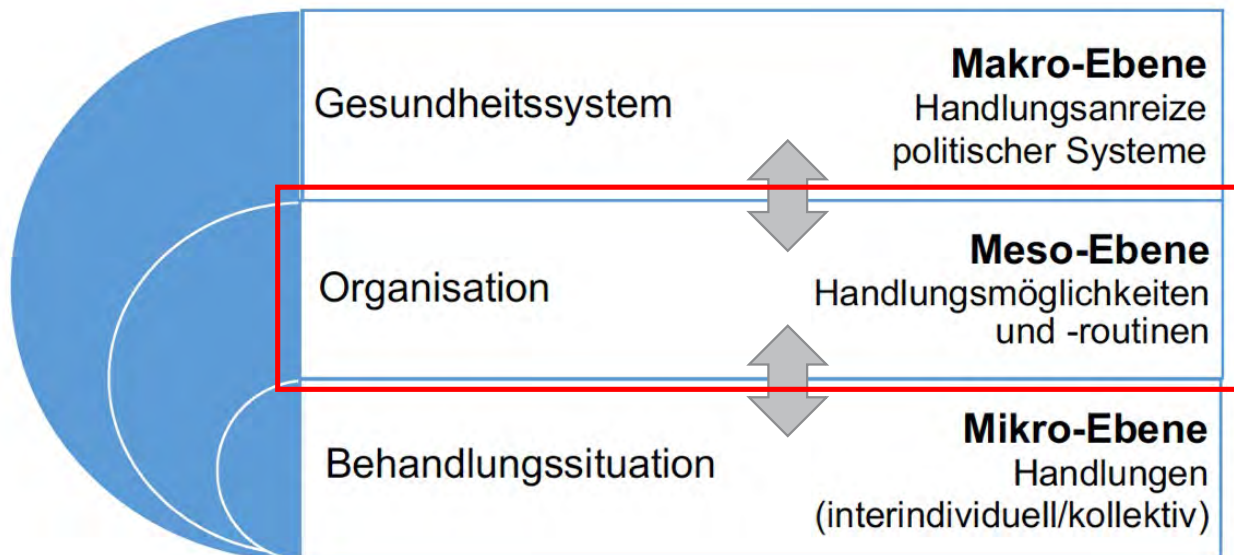 Gesundheitssystem
Makro-Ebene
Handlungsanreize
politischer Systeme
Organisation
Meso-Ebene
Handlungsmöglichkeiten
und -routinen
Behandlungssituation
Mikro-Ebene
Handlungen
(interindividuell/kollektiv)